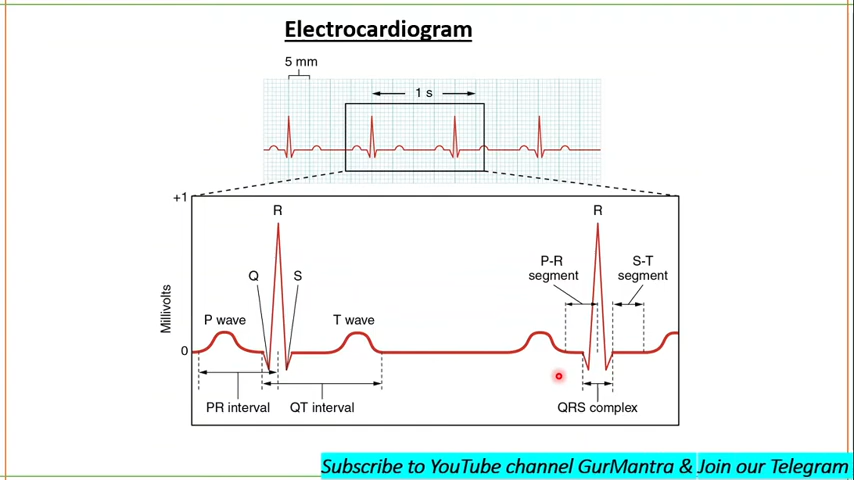 Electrocardiogram
5 mm
1 s
+1
R
R
P-R
segment
S-T
segment
Q
S
Millivolts
P wave
T wave
0
PR interval
QT interval
QRS complex
Subscribe to YouTube channel GurMantra & Join our Telegram